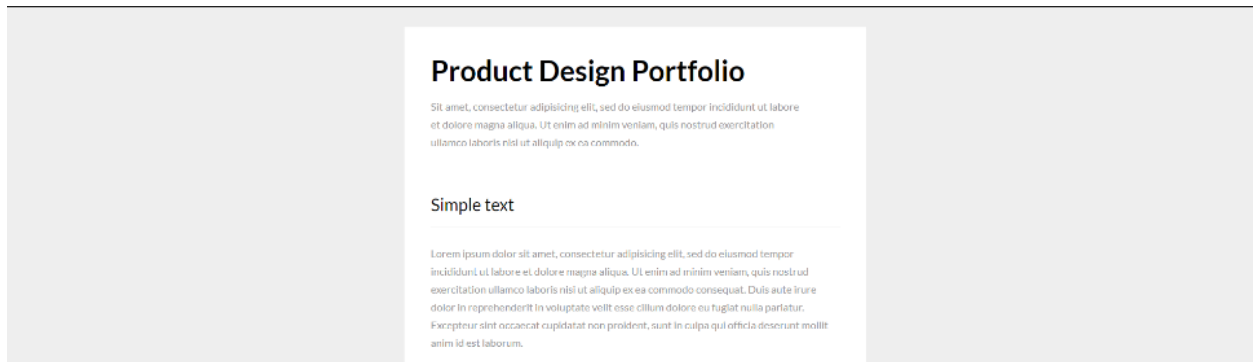 Product Design Portfolio
Sit amet, consectetur adipisicing elit, sed do eiusmod tempor incididunt ut labore
et dolore magna aliqua. Ut enim ad minim veniam, quis nostrud exercitation
ullamco laboris nisi ut aliquip ex ea commodo.
Simple text
Lorem ipsum dolor sit amet, consectetur adipisicing elit, sed do eiusmod tempor
incididunt ut labore et dolore magna aliqua. Ut enim ad minim veniam, quis nostrud
exercitation ullamco laboris nisi ut aliquip ex ea commodo consequat. Duis aute irure
dolor in reprehenderit in voluptate velit esse cillum dolore eu fugiat nulla pariatur.
Excepteur sint occaecat cupidatat non proident, sunt in culpa qui officia deserunt mollit
anim id est laborum.